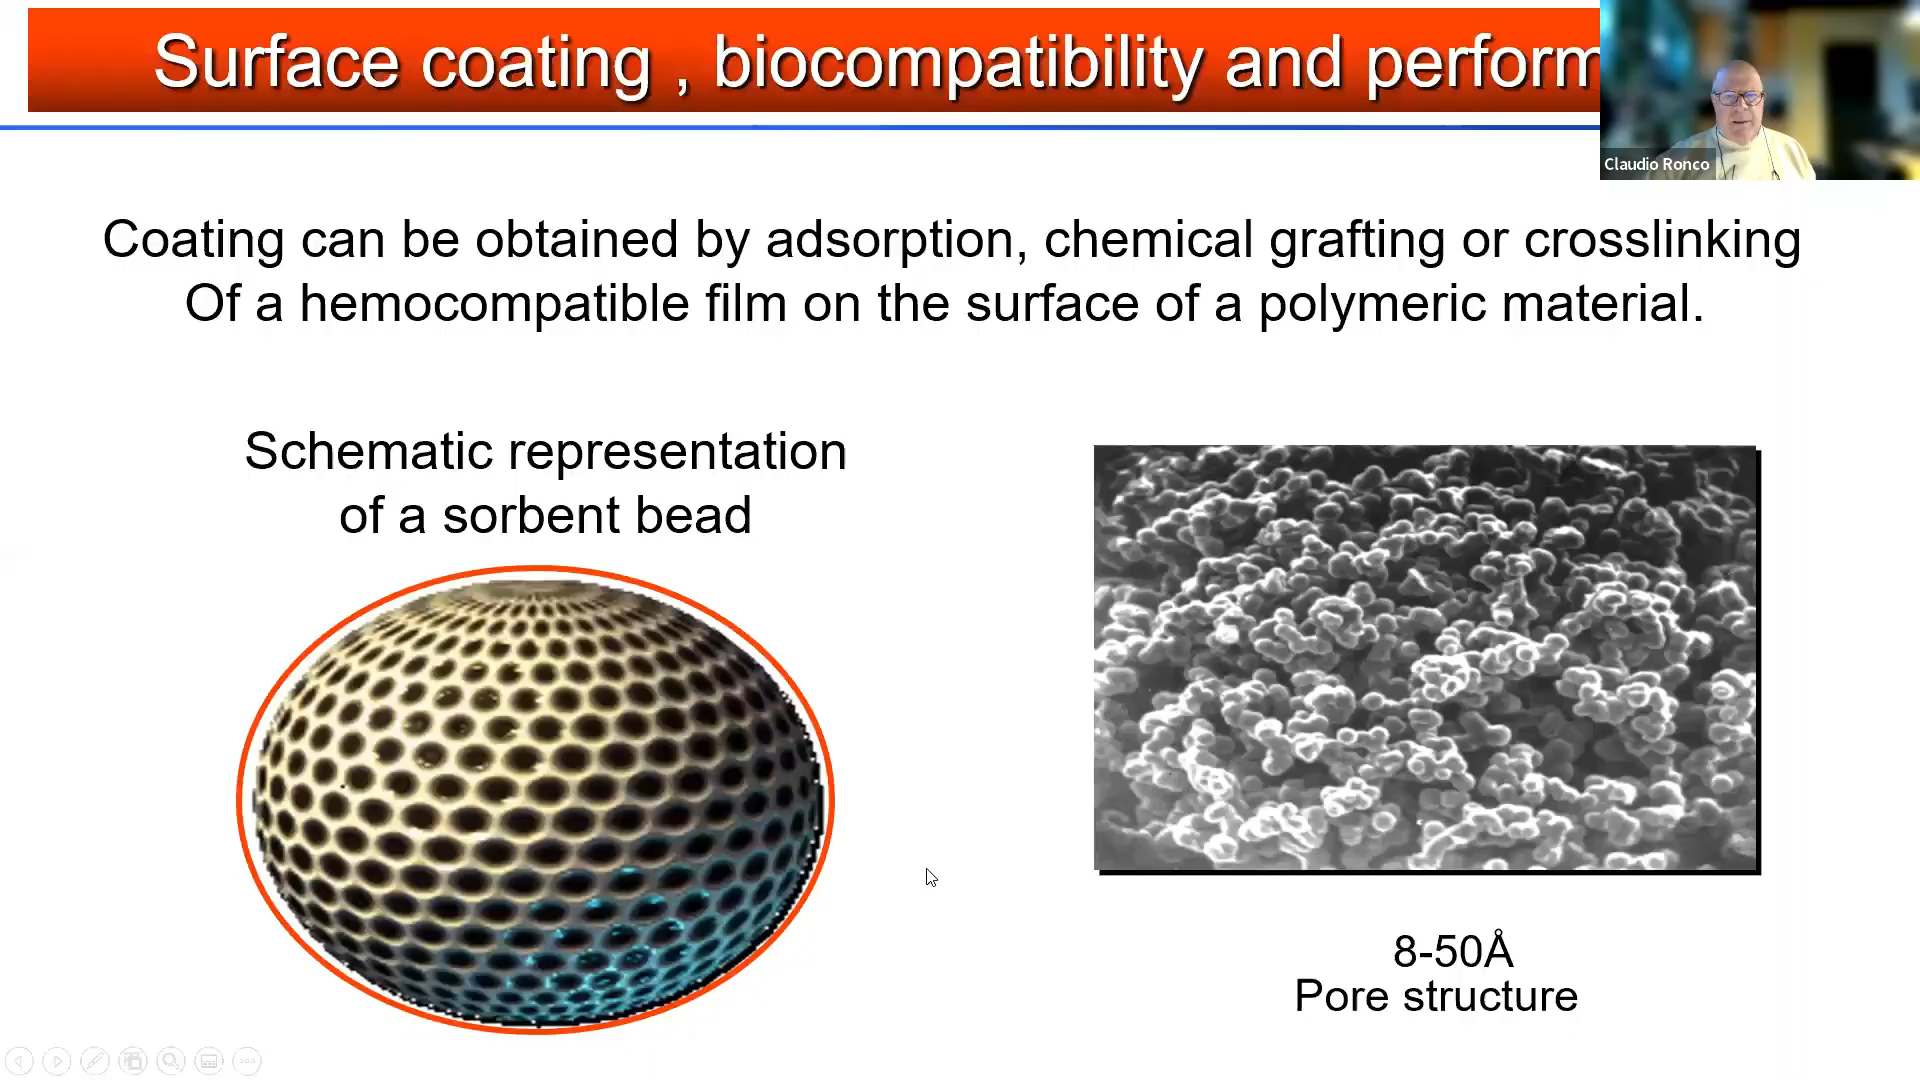 Surface coating , biocompatibility and perform
Claudio Ronco
Coating can be obtained by adsorption, chemical grafting or crosslinking
Of a hemocompatible film on the surface of a polymeric material.
Schematic representation
of a sorbent bead
8-50Å
Pore structure